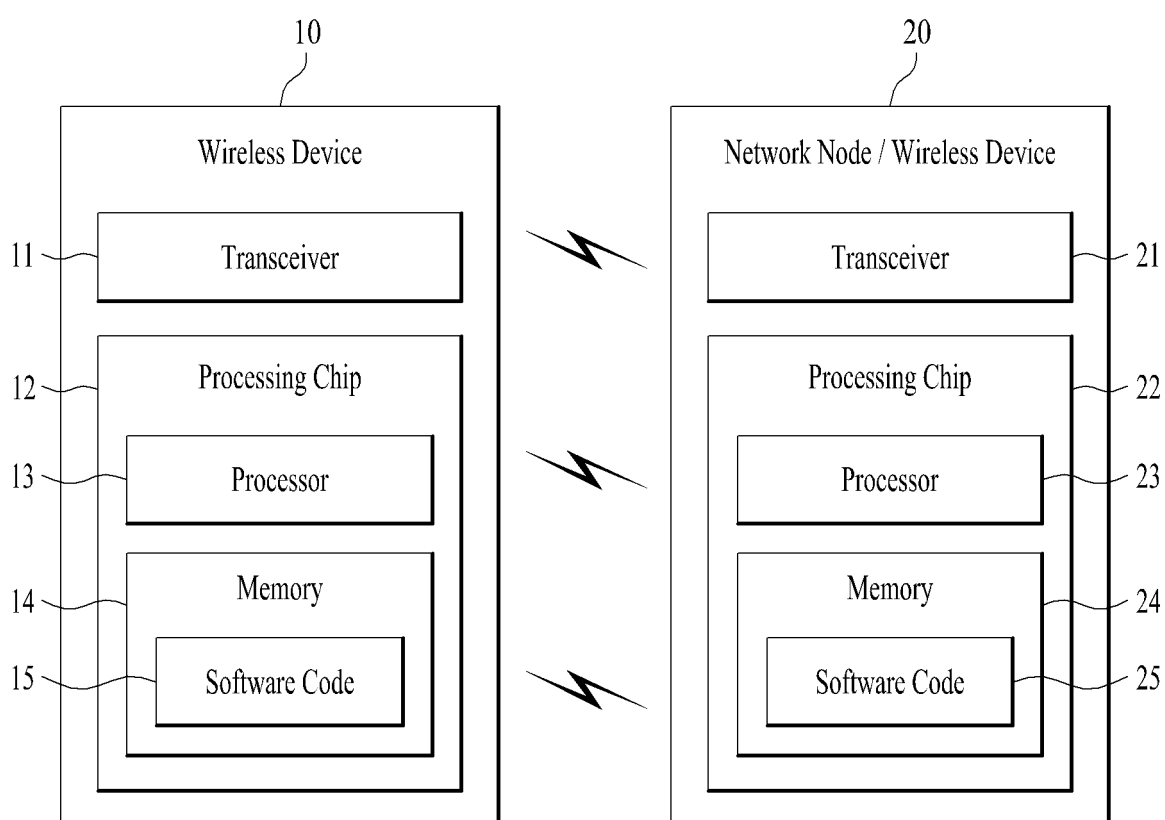 10
20
Wireless Device
Network Node / Wireless Device
11
Transceiver
Transceiver
21
12
Processing Chip
Processing Chip
22
13
Processor
Processor
23
14
Memory
Memory
24
15
Software Code
Software Code
25